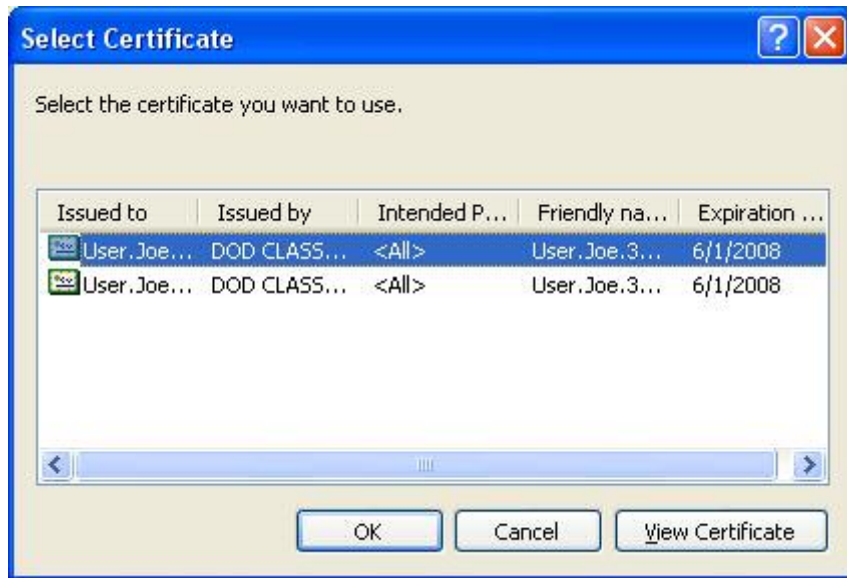 Select Certificate
Select the certificate you want to use.
Issued to Issued by Intended P... Friendly na... Expiration ...
User.Joe... DOD CLASS... <All> User.Joe.3... 6/1/2008
User.Joe... DOD CLASS... <All> User.Joe.3... 6/1/2008
OK Cancel View Certificate